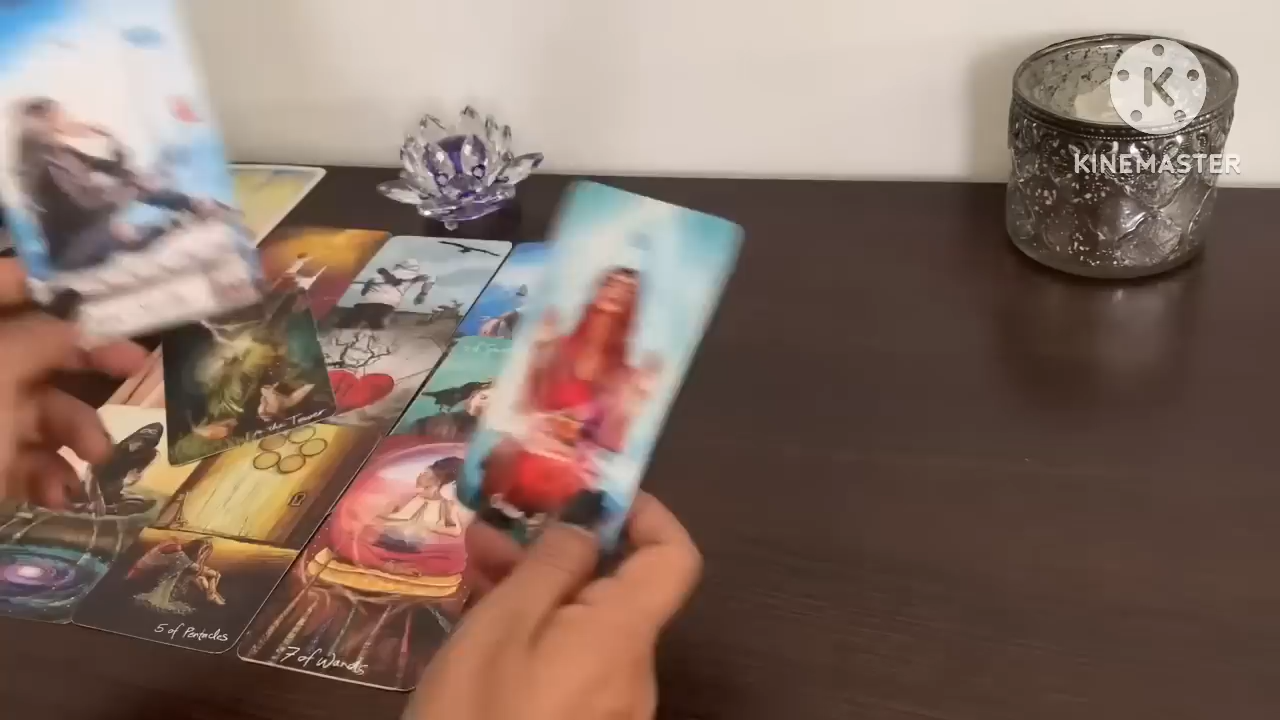 K
KINEMASTER
the Tower
5 of Pentacles
7 of Wands